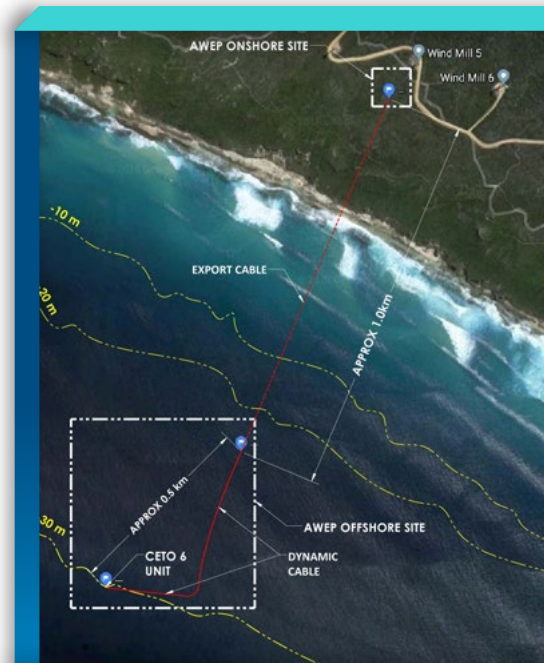 AWEP ONSHORE SITE
Wind Mill 5
Wind Mill 6
-10 m
-20 m
EXPORT CABLE
APPROX 1.0km
APPROX 0.5 km
-30 m
AWEP OFFSHORE SITE
CETO 6
UNIT
DYNAMIC
CABLE